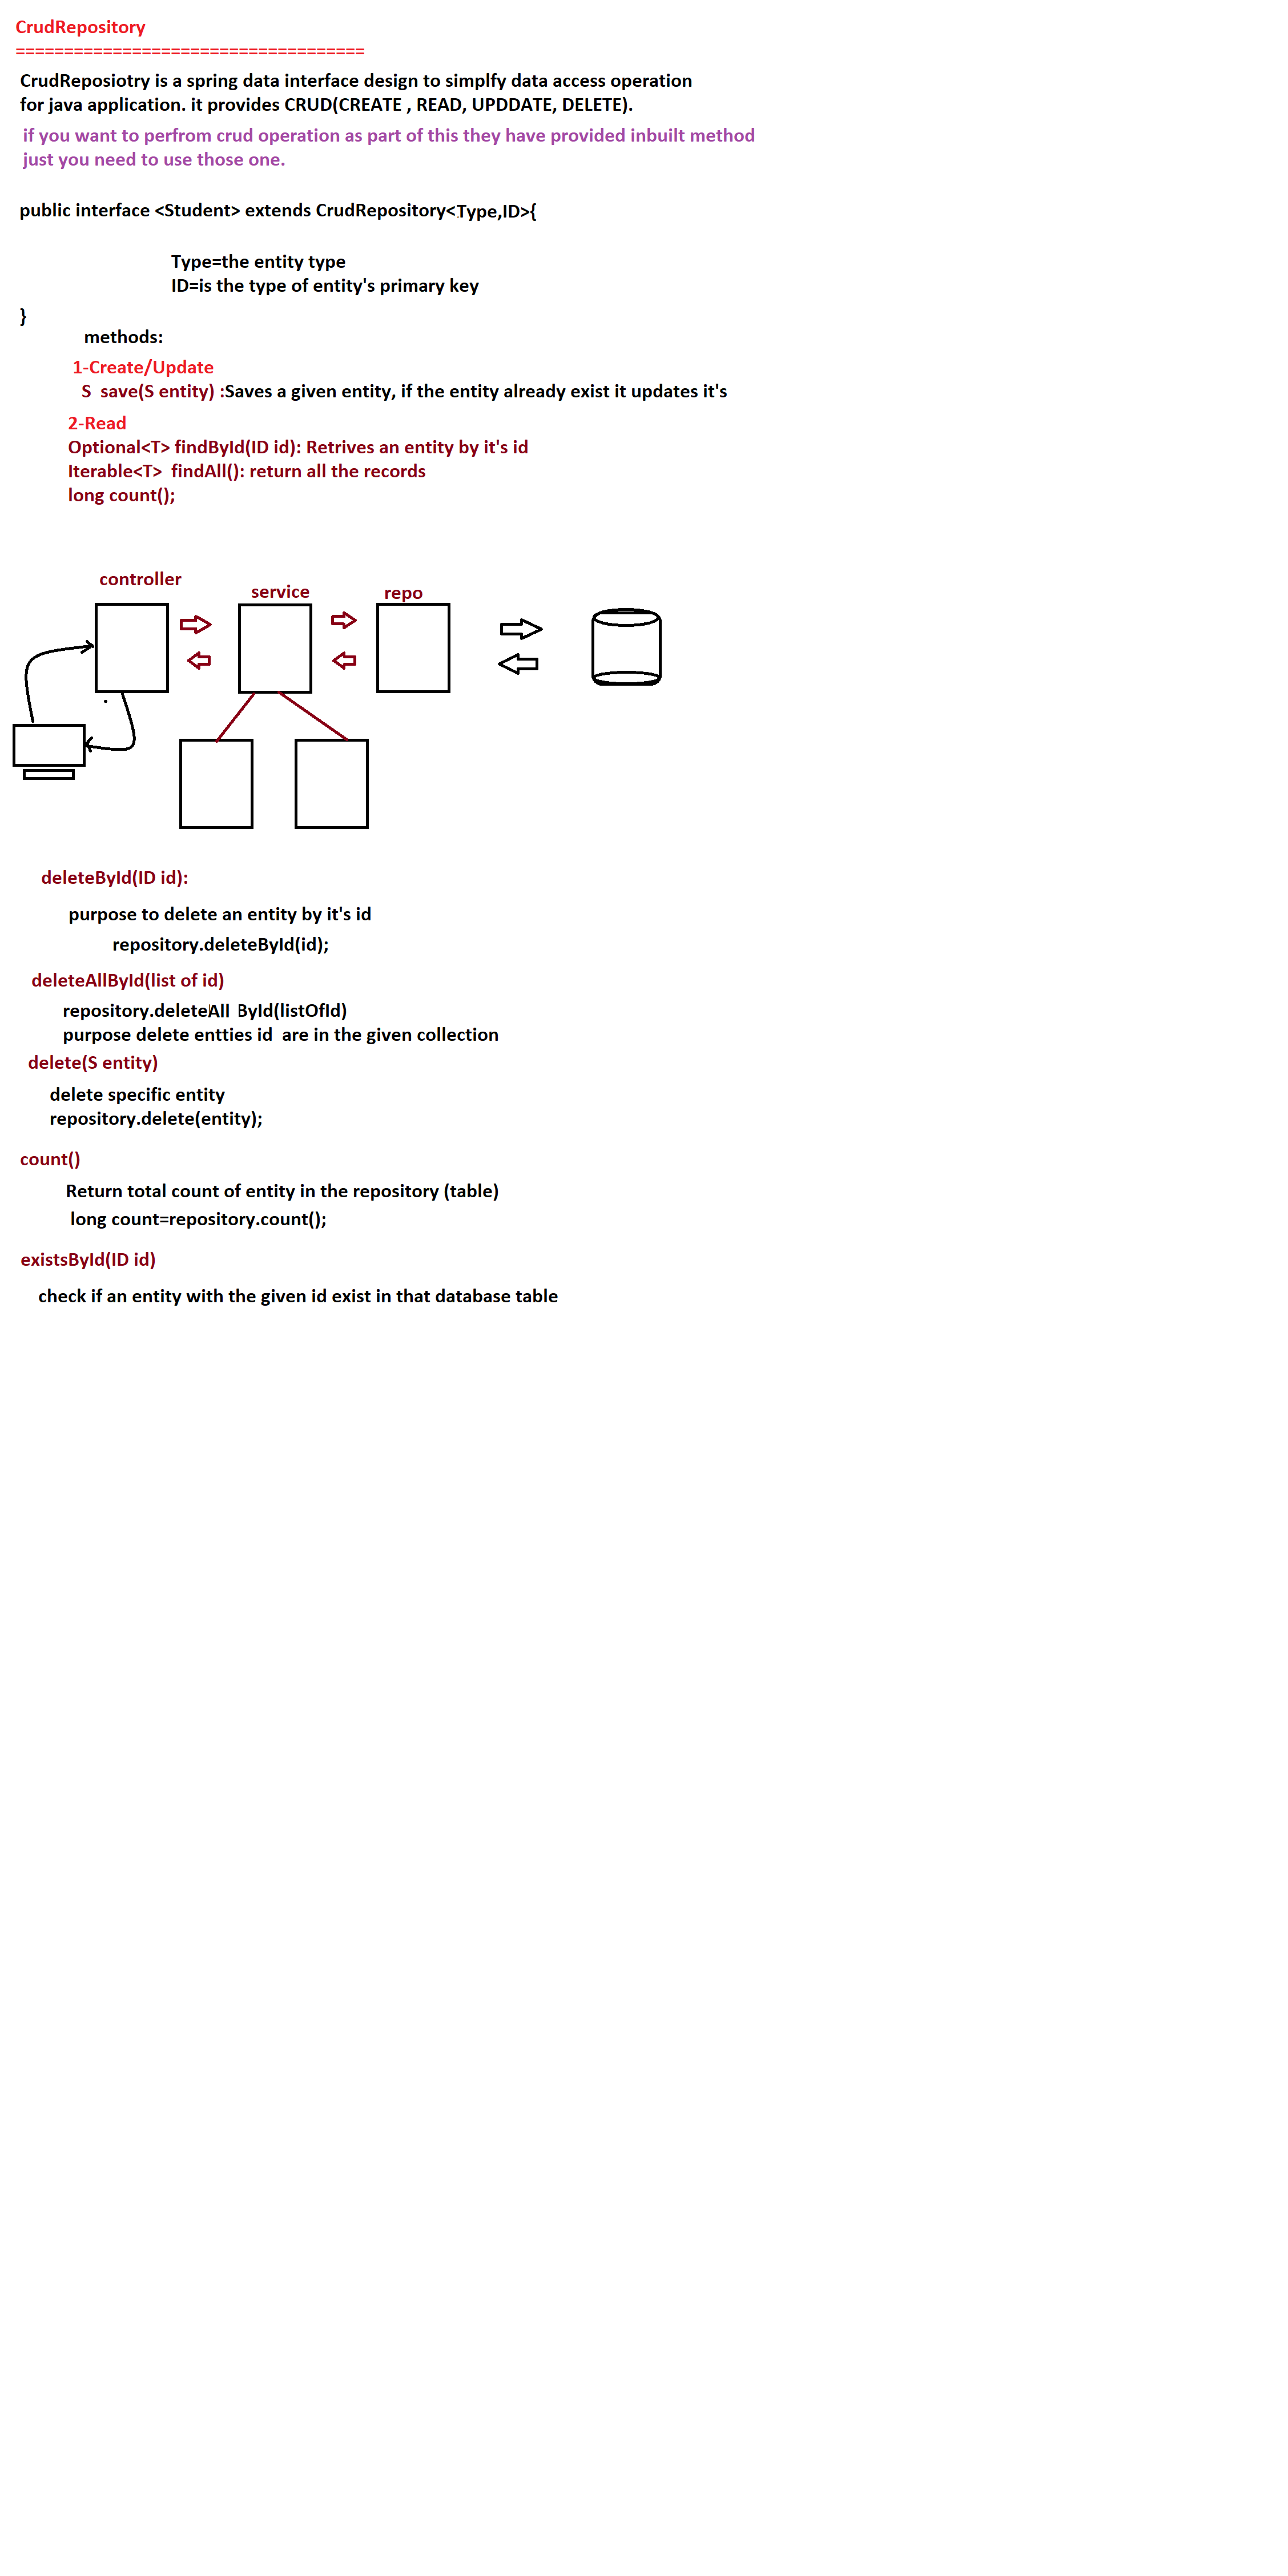 CrudRepository
====================================
CrudReposiotry is a spring data interface design to simplfy data access operation
for java application. it provides CRUD(CREATE , READ, UPDDATE, DELETE).
if you want to perfrom crud operation as part of this they have provided inbuilt method
just you need to use those one.
public interface <Student> extends CrudRepository<Type,ID>{
Type=the entity type
ID=is the type of entity's primary key
}
methods:
1-Create/Update
S  save(S entity) :Saves a given entity, if the entity already exist it updates it's
2-Read
Optional<T> findById(ID id): Retrives an entity by it's id
Iterable<T>  findAll(): return all the records
long count();
controller
service
repo
deleteById(ID id):
purpose to delete an entity by it's id
repository.deleteById(id);
deleteAllById(list of id)
repository.deleteAll ById(listOfId)
purpose delete entties id  are in the given collection
delete(S entity)
delete specific entity
repository.delete(entity);
count()
Return total count of entity in the repository (table)
long count=repository.count();
existsById(ID id)
check if an entity with the given id exist in that database table